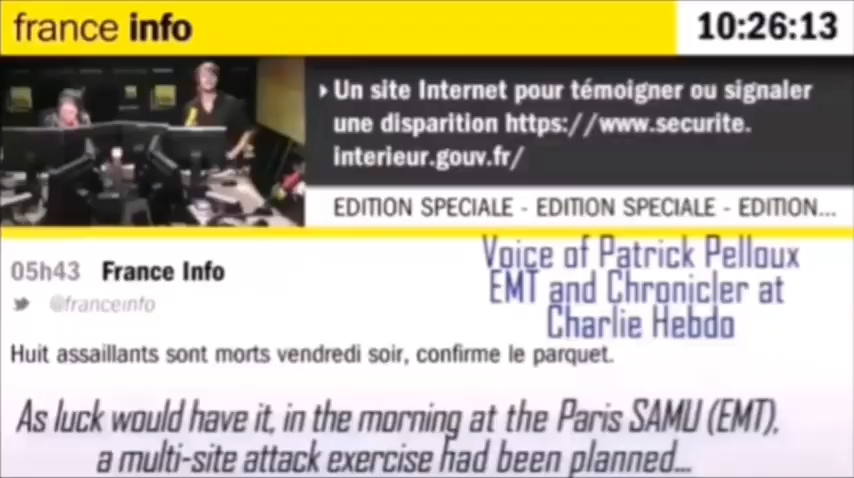 france info
10:26:13
Un site Internet pour témoigner ou signaler
une disparition https://www.securite.
interieur.gouv.fr/
EDITION SPECIALE - EDITION SPECIALE - EDITION...
05h43 France Info
@franceinfo
Voice of Patrick Pelloux
EMT and Chronicler at
Charlie Hebdo
Huit assaillants sont morts vendredi soir, confirme le parquet.
As luck would have it, in the morning at the Paris SAMU (EMT),
a multi-site attack exercise had been planned...